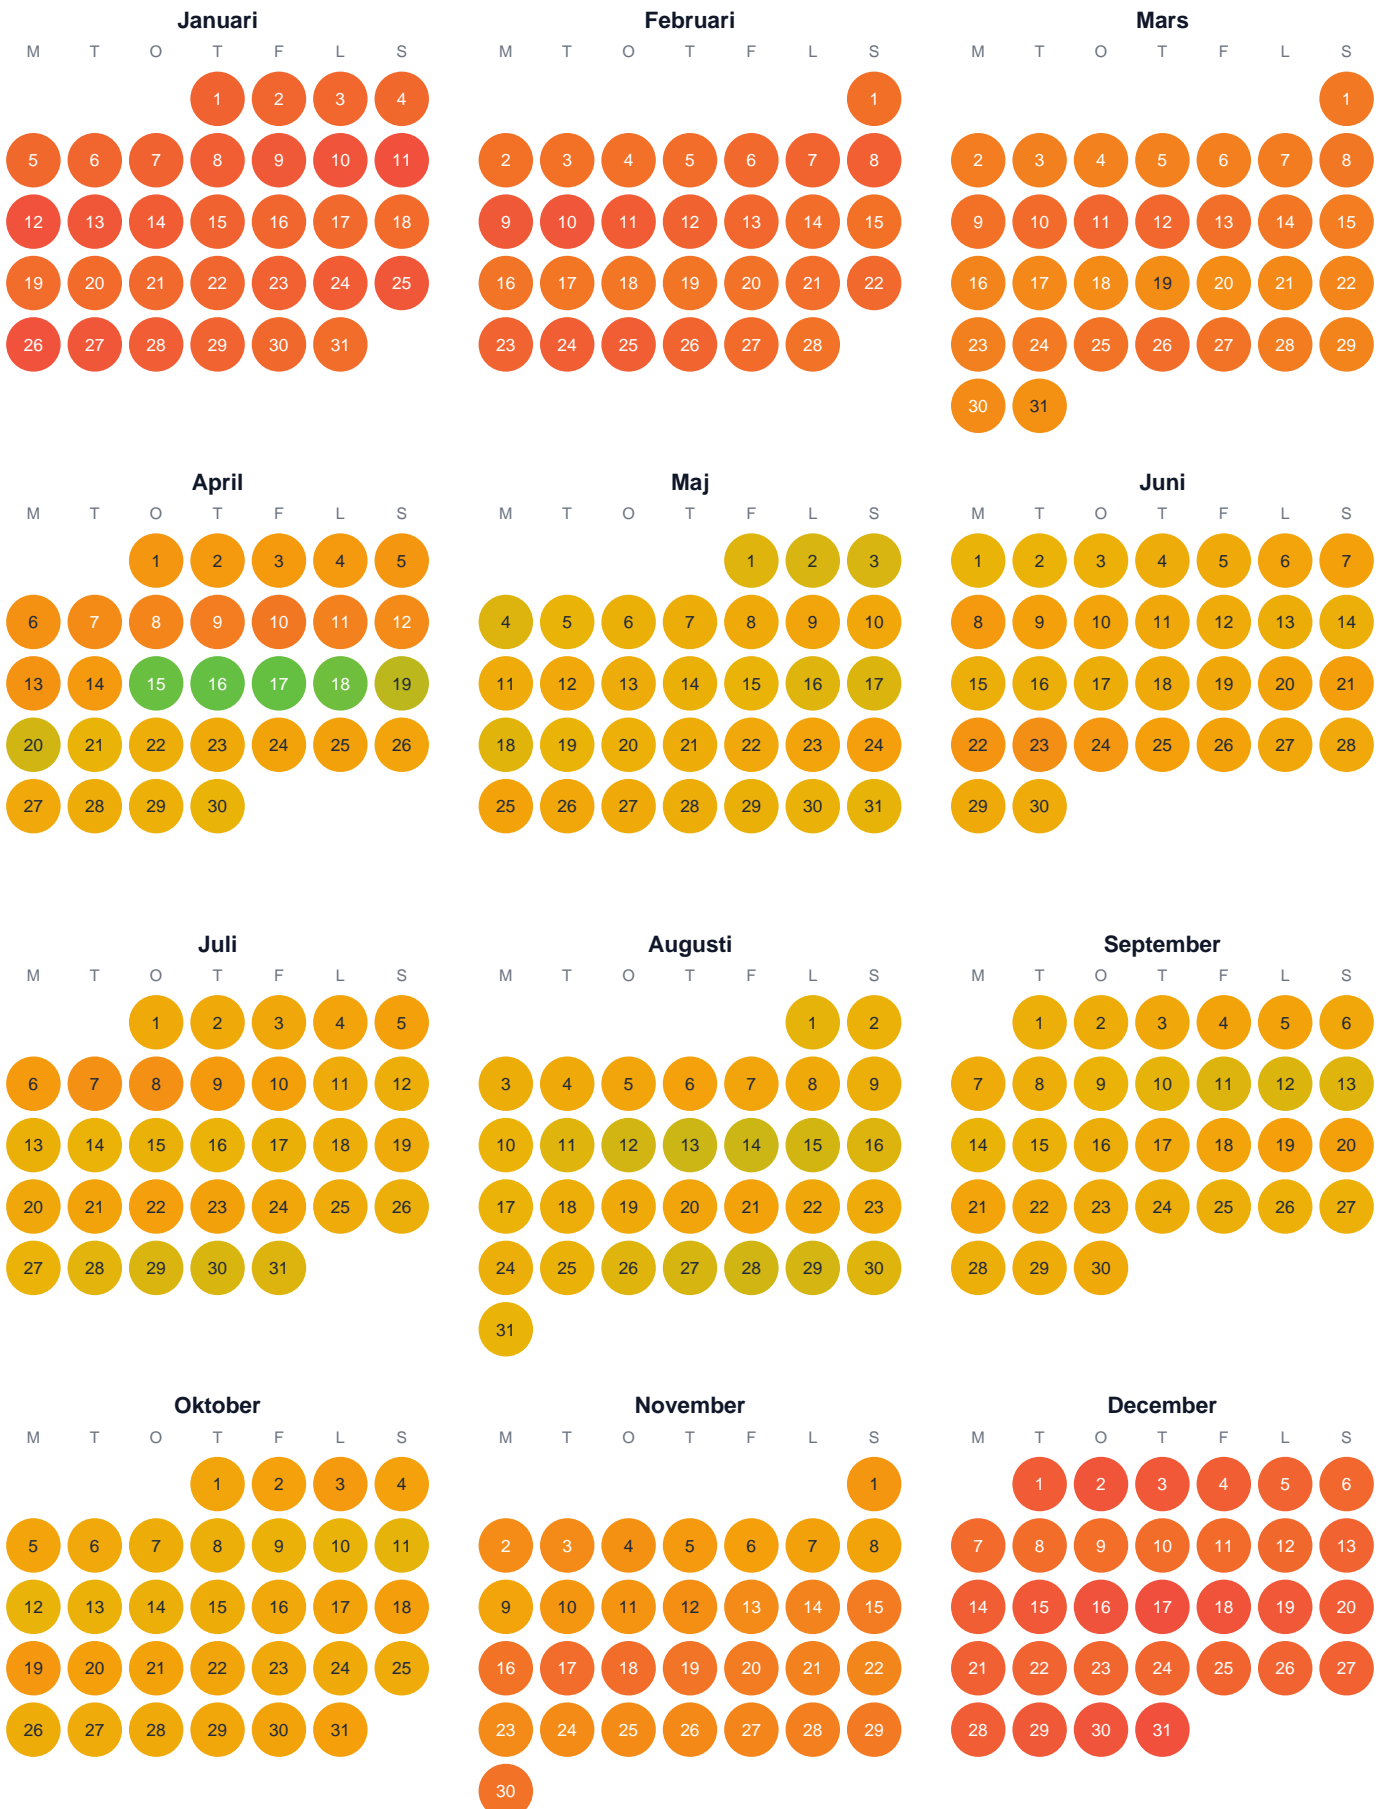 Januari Februari Mars
M T O T F L S M T O T F L S M T O T F L S
1 2 3 4 1 1
5 6 7 8 9 10 11 2 3 4 5 6 7 8 2 3 4 5 6 7 8
12 13 14 15 16 17 18 9 10 11 12 13 14 15 9 10 11 12 13 14 15
19 20 21 22 23 24 25 16 17 18 19 20 21 22 16 17 18 19 20 21 22
26 27 28 29 30 31 23 24 25 26 27 28 23 24 25 26 27 28 29
30 31
April Maj Juni
M T O T F L S M T O T F L S M T O T F L S
1 2 3 4 5 1 2 3 1 2 3 4 5 6 7
6 7 8 9 10 11 12 4 5 6 7 8 9 10 8 9 10 11 12 13 14
13 14 15 16 17 18 19 11 12 13 14 15 16 17 15 16 17 18 19 20 21
20 21 22 23 24 25 26 18 19 20 21 22 23 24 22 23 24 25 26 27 28
27 28 29 30 25 26 27 28 29 30 31 29 30
Juli Augusti September
M T O T F L S M T O T F L S M T O T F L S
1 2 3 4 5 1 2 1 2 3 4 5 6
6 7 8 9 10 11 12 3 4 5 6 7 8 9 7 8 9 10 11 12 13
13 14 15 16 17 18 19 10 11 12 13 14 15 16 14 15 16 17 18 19 20
20 21 22 23 24 25 26 17 18 19 20 21 22 23 21 22 23 24 25 26 27
27 28 29 30 31 24 25 26 27 28 29 30 28 29 30
31
Oktober November December
M T O T F L S M T O T F L S M T O T F L S
1 2 3 4 1 1 2 3 4 5 6
5 6 7 8 9 10 11 2 3 4 5 6 7 8 7 8 9 10 11 12 13
12 13 14 15 16 17 18 9 10 11 12 13 14 15 14 15 16 17 18 19 20
19 20 21 22 23 24 25 16 17 18 19 20 21 22 21 22 23 24 25 26 27
26 27 28 29 30 31 23 24 25 26 27 28 29 28 29 30 31
30